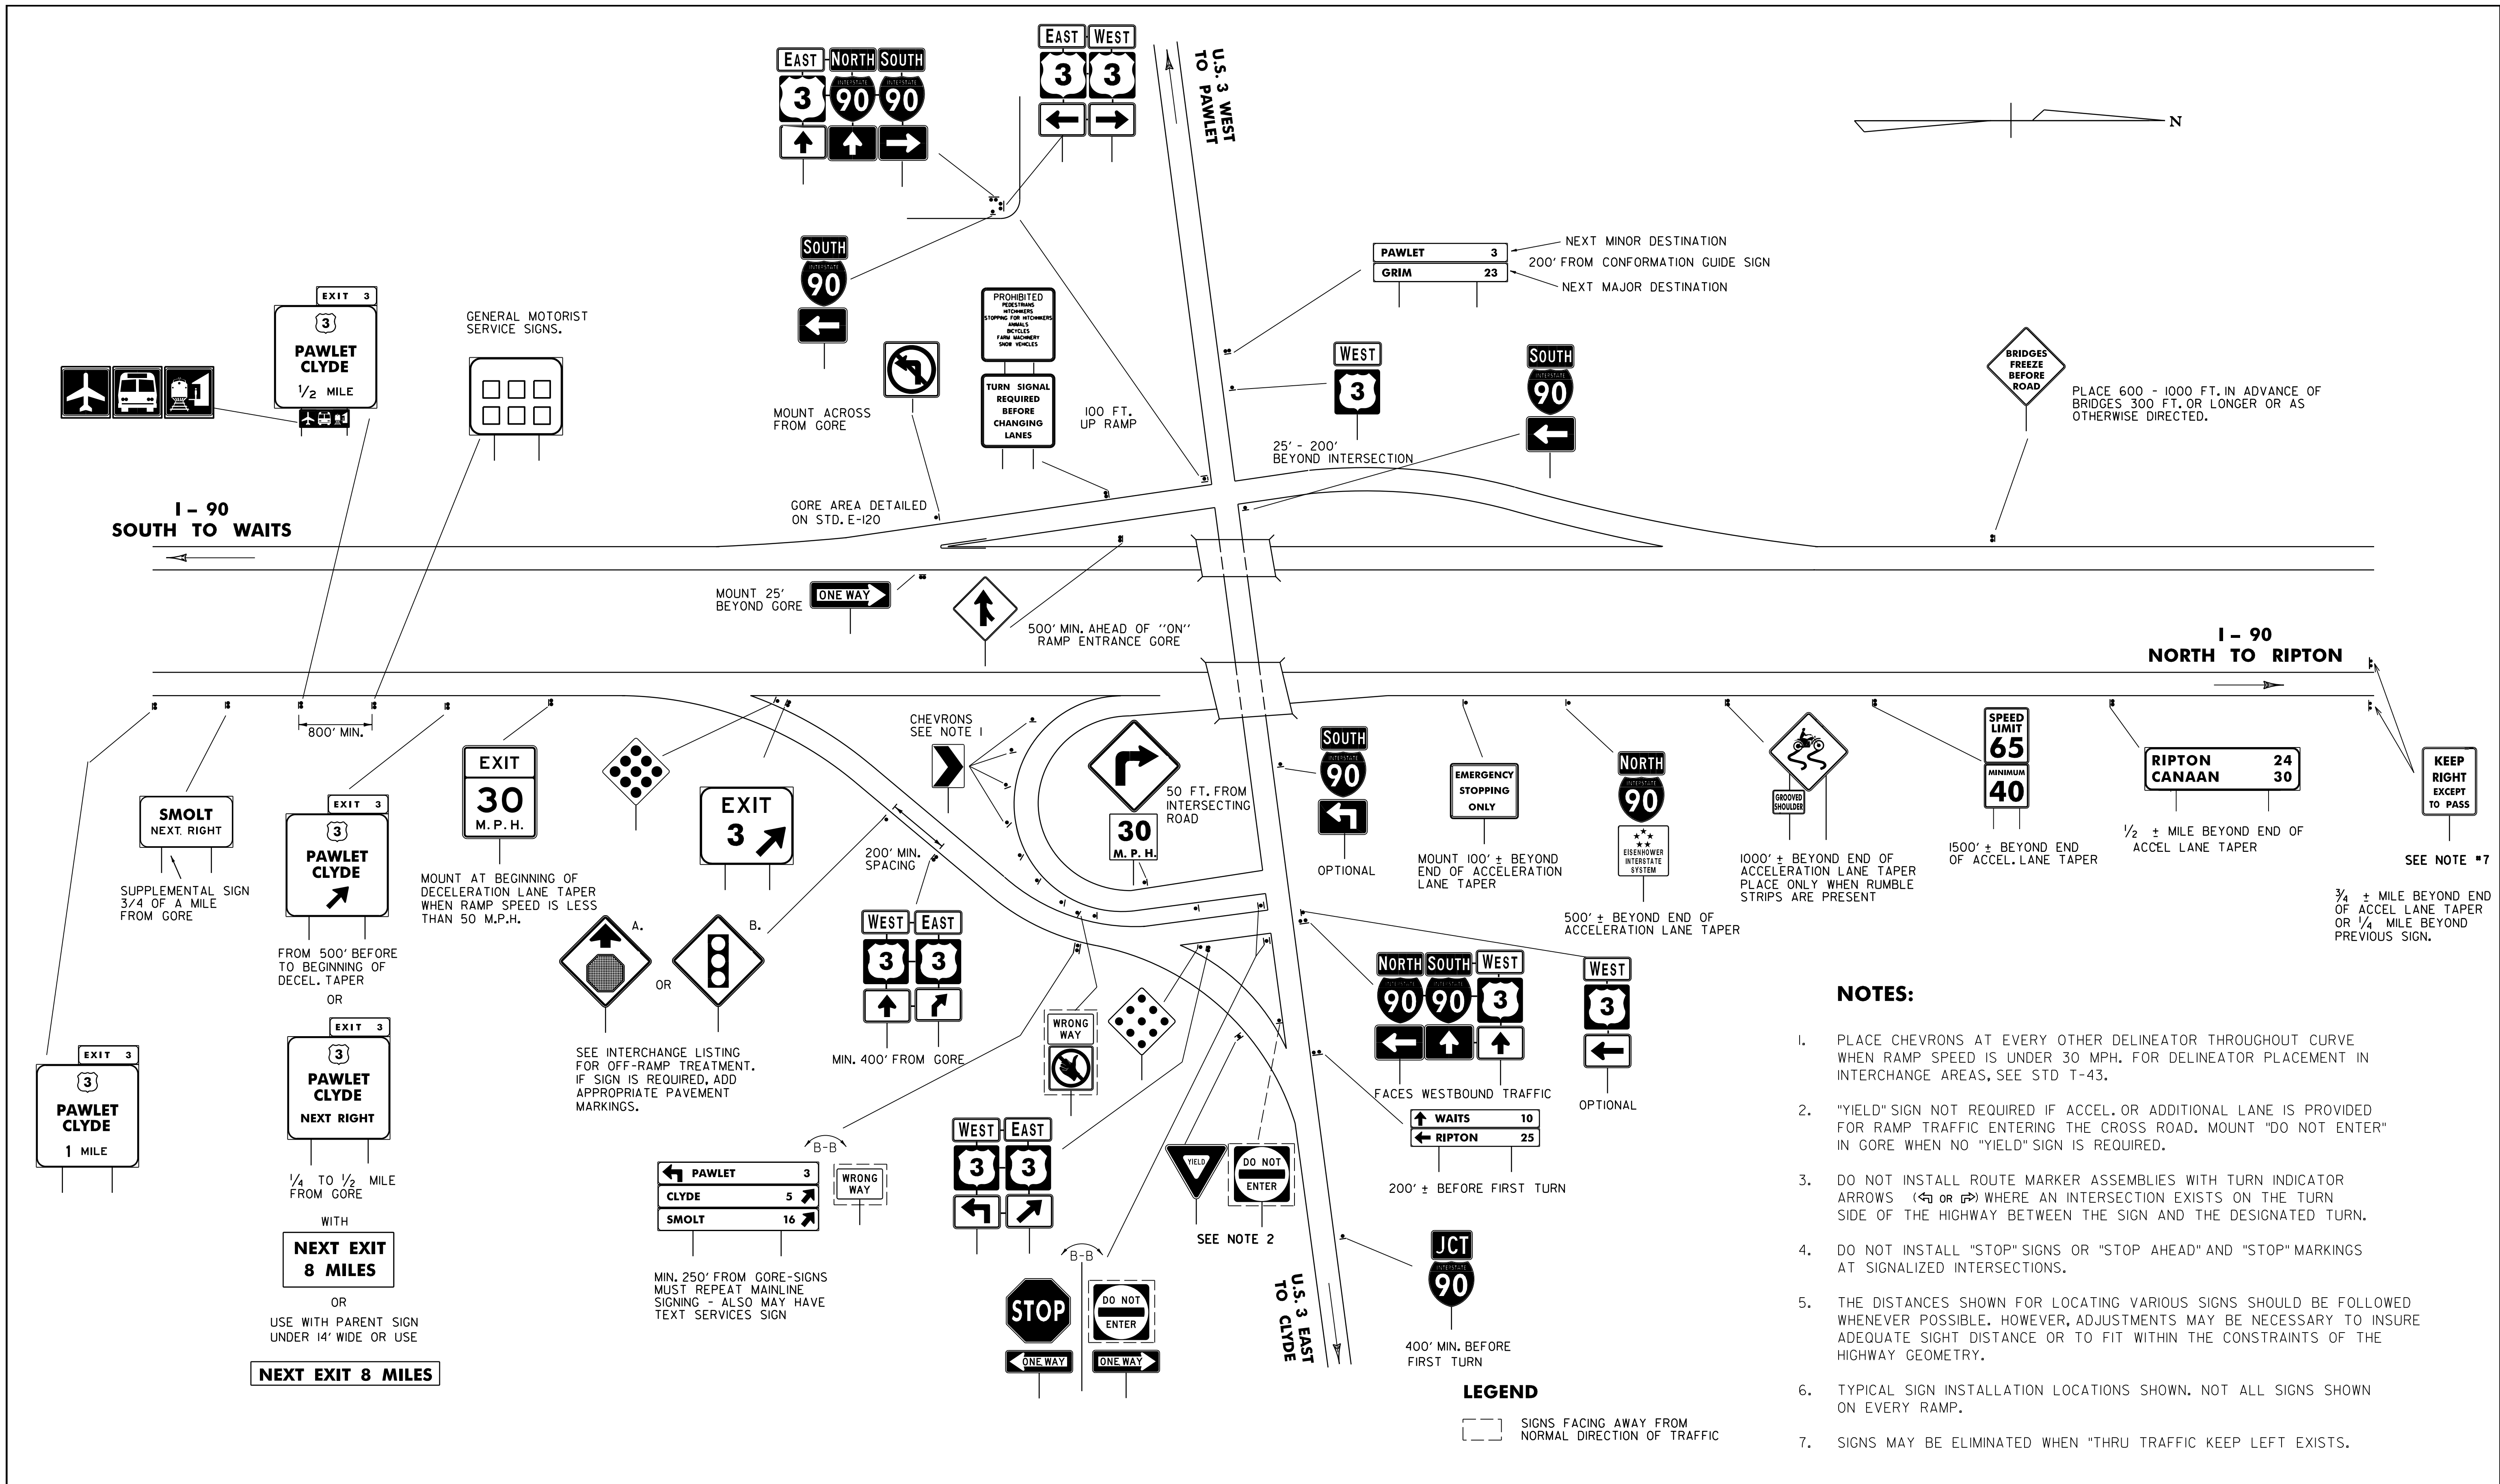 EAST NORTH SOUTH
3 INTERSTATE 90 INTERSTATE 90
EAST WEST
3 3
U.S. 3 WEST
TO PAWLET
N
SOUTH
INTERSTATE
90
PAWLET 3
GRIM 23
NEXT MINOR DESTINATION
200' FROM CONFORMATION GUIDE SIGN
NEXT MAJOR DESTINATION
EXIT 3
3
PAWLET
CLYDE
1/2 MILE
GENERAL MOTORIST
SERVICE SIGNS.
PROHIBITED
PEDESTRIANS
HITCHHIKERS
STOPPING FOR HITCHHIKERS
ANIMALS
BICYCLES
FARM MACHINERY
SNOW VEHICLES
TURN SIGNAL
REQUIRED
BEFORE
CHANGING
LANES
MOUNT ACROSS
FROM GORE
100 FT.
UP RAMP
WEST
3
25' - 200'
BEYOND INTERSECTION
SOUTH
INTERSTATE
90
BRIDGES
FREEZE
BEFORE
ROAD
PLACE 600 - 1000 FT. IN ADVANCE OF
BRIDGES 300 FT. OR LONGER OR AS
OTHERWISE DIRECTED.
I - 90
SOUTH TO WAITS
GORE AREA DETAILED
ON STD. E-120
MOUNT 25'
BEYOND GORE
ONE WAY
500' MIN. AHEAD OF "ON"
RAMP ENTRANCE GORE
I - 90
NORTH TO RIPTON
800' MIN.
SMOLT
NEXT RIGHT
SUPPLEMENTAL SIGN
3/4 OF A MILE
FROM GORE
EXIT 3
3
PAWLET
CLYDE
FROM 500' BEFORE
TO BEGINNING OF
DECEL. TAPER
OR
EXIT 3
3
PAWLET
CLYDE
NEXT RIGHT
1/4 TO 1/2 MILE
FROM GORE
WITH
NEXT EXIT
8 MILES
OR
USE WITH PARENT SIGN
UNDER 14' WIDE OR USE
NEXT EXIT 8 MILES
EXIT 3
3
PAWLET
CLYDE
1 MILE
EXIT
30
M.P.H.
MOUNT AT BEGINNING OF
DECELERATION LANE TAPER
WHEN RAMP SPEED IS LESS
THAN 50 M.P.H.
EXIT
3
A.
OR
B.
SEE INTERCHANGE LISTING
FOR OFF-RAMP TREATMENT.
IF SIGN IS REQUIRED, ADD
APPROPRIATE PAVEMENT
MARKINGS.
CHEVRONS
SEE NOTE 1
200' MIN.
SPACING
30
M.P.H.
50 FT. FROM
INTERSECTING
ROAD
WEST EAST
3 3
MIN. 400' FROM GORE
WRONG
WAY
B-B
PAWLET 3
CLYDE 5
SMOLT 16
WRONG
WAY
MIN. 250' FROM GORE-SIGNS
MUST REPEAT MAINLINE
SIGNING - ALSO MAY HAVE
TEXT SERVICES SIGN
WEST EAST
3 3
YIELD
DO NOT
ENTER
SEE NOTE 2
B-B
STOP
DO NOT
ENTER
ONE WAY
ONE WAY
U.S. 3 EAST
TO CLYDE
SOUTH
INTERSTATE
90
OPTIONAL
NORTH SOUTH WEST
INTERSTATE 90 INTERSTATE 90 3
FACES WESTBOUND TRAFFIC
WEST
3
OPTIONAL
WAITS 10
RIPTON 25
200' ± BEFORE FIRST TURN
JCT
INTERSTATE
90
400' MIN. BEFORE
FIRST TURN
EMERGENCY
STOPPING
ONLY
MOUNT 100' ± BEYOND
END OF ACCELERATION
LANE TAPER
NORTH
INTERSTATE
90
EISENHOWER
INTERSTATE
SYSTEM
500' ± BEYOND END OF
ACCELERATION LANE TAPER
GROOVED
SHOULDER
1000' ± BEYOND END OF
ACCELERATION LANE TAPER
PLACE ONLY WHEN RUMBLE
STRIPS ARE PRESENT
SPEED
LIMIT
65
MINIMUM
40
1500' ± BEYOND END
OF ACCEL. LANE TAPER
RIPTON 24
CANAAN 30
1/2 ± MILE BEYOND END OF
ACCEL LANE TAPER
KEEP
RIGHT
EXCEPT
TO PASS
SEE NOTE #7
3/4 ± MILE BEYOND END
OF ACCEL LANE TAPER
OR 1/4 MILE BEYOND
PREVIOUS SIGN.
NOTES:
1. PLACE CHEVRONS AT EVERY OTHER DELINEATOR THROUGHOUT CURVE
WHEN RAMP SPEED IS UNDER 30 MPH. FOR DELINEATOR PLACEMENT IN
INTERCHANGE AREAS, SEE STD T-43.
2. "YIELD" SIGN NOT REQUIRED IF ACCEL. OR ADDITIONAL LANE IS PROVIDED
FOR RAMP TRAFFIC ENTERING THE CROSS ROAD. MOUNT "DO NOT ENTER"
IN GORE WHEN NO "YIELD" SIGN IS REQUIRED.
3. DO NOT INSTALL ROUTE MARKER ASSEMBLIES WITH TURN INDICATOR
ARROWS (↰ OR ↱) WHERE AN INTERSECTION EXISTS ON THE TURN
SIDE OF THE HIGHWAY BETWEEN THE SIGN AND THE DESIGNATED TURN.
4. DO NOT INSTALL "STOP" SIGNS OR "STOP AHEAD" AND "STOP" MARKINGS
AT SIGNALIZED INTERSECTIONS.
5. THE DISTANCES SHOWN FOR LOCATING VARIOUS SIGNS SHOULD BE FOLLOWED
WHENEVER POSSIBLE. HOWEVER, ADJUSTMENTS MAY BE NECESSARY TO INSURE
ADEQUATE SIGHT DISTANCE OR TO FIT WITHIN THE CONSTRAINTS OF THE
HIGHWAY GEOMETRY.
6. TYPICAL SIGN INSTALLATION LOCATIONS SHOWN. NOT ALL SIGNS SHOWN
ON EVERY RAMP.
7. SIGNS MAY BE ELIMINATED WHEN "THRU TRAFFIC KEEP LEFT EXISTS.
LEGEND
SIGNS FACING AWAY FROM
NORMAL DIRECTION OF TRAFFIC